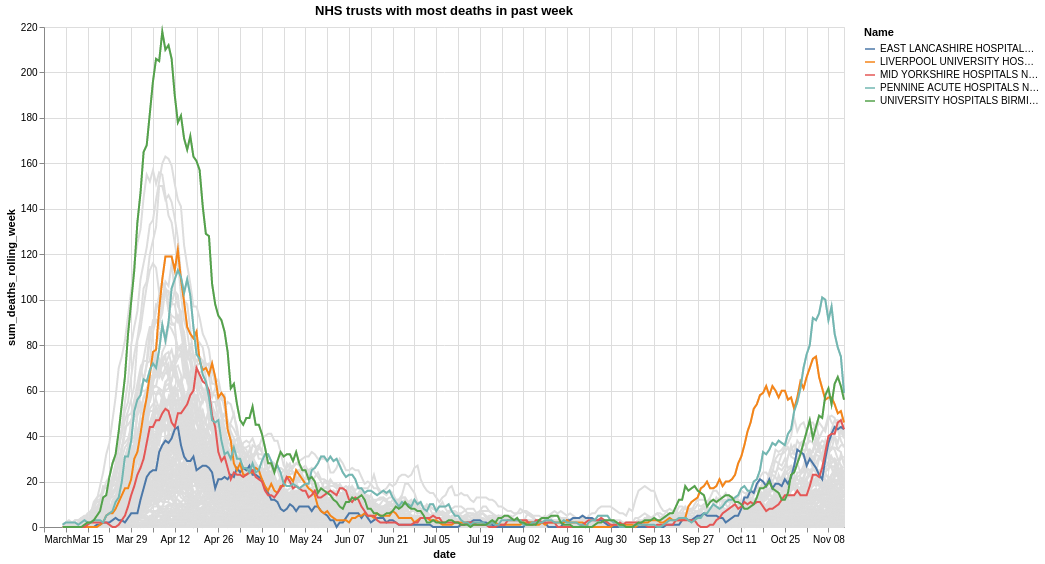 NHS trusts with most deaths in past week
220
200
180
160
140
120
100
80
60
40
20
0
sum_deaths_rolling_week
March Mar 15 Mar 29 Apr 12 Apr 26 May 10 May 24 Jun 07 Jun 21 Jul 05 Jul 19 Aug 02 Aug 16 Aug 30 Sep 13 Sep 27 Oct 11 Oct 25 Nov 08
date
Name
EAST LANCASHIRE HOSPITAL…
LIVERPOOL UNIVERSITY HOS…
MID YORKSHIRE HOSPITALS N…
PENNINE ACUTE HOSPITALS N…
UNIVERSITY HOSPITALS BIRMI…